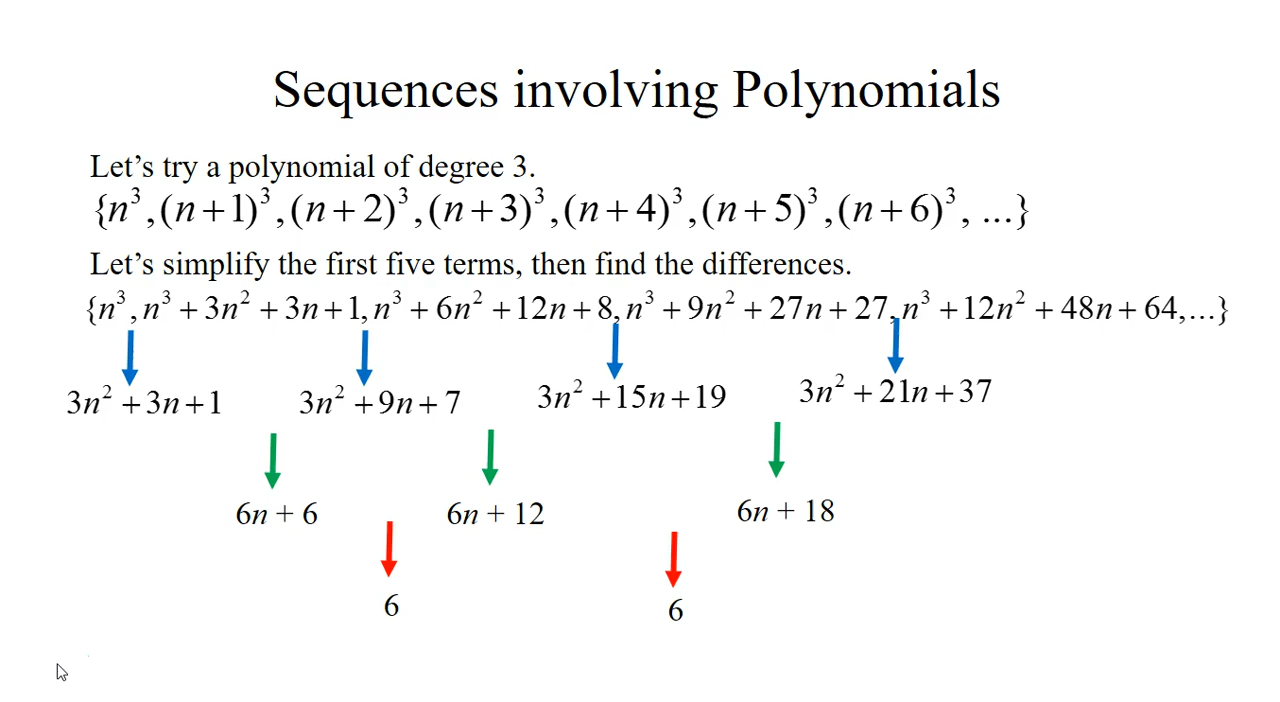 Sequences involving Polynomials
Let’s try a polynomial of degree 3.
{n³,(n+1)³,(n+2)³,(n+3)³,(n+4)³,(n+5)³,(n+6)³, ...}
Let’s simplify the first five terms, then find the differences.
{n³,n³+3n²+3n+1,n³+6n²+12n+8,n³+9n²+27n+27,n³+12n²+48n+64,...}
3n²+3n+1 3n²+9n+7 3n²+15n+19 3n²+21n+37
6n + 6 6n + 12 6n + 18
6 6